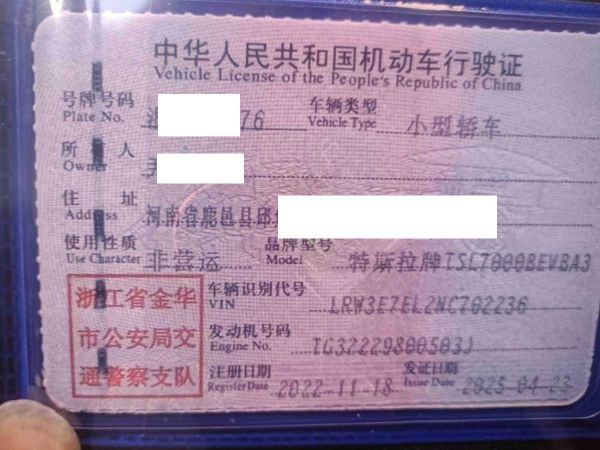 中华人民共和国机动车行驶证
Vehicle License of the People's Republic of China
号牌号码 76 车辆类型 小型轿车
Plate No. Vehicle Type
所有人
Owner
住址 河南省鹿邑县邱
Address
使用性质 非营运 品牌型号 特斯拉牌TSL7000BEVBA3
Use Character Model
浙江省金华
市公安局交
通警察支队
车辆识别代号 LRW3E7EL2NC702236
VIN
发动机号码 TG32229800503J
Engine No.
注册日期 2022-11-18 发证日期 2025-04-23
Register Date Issue Date